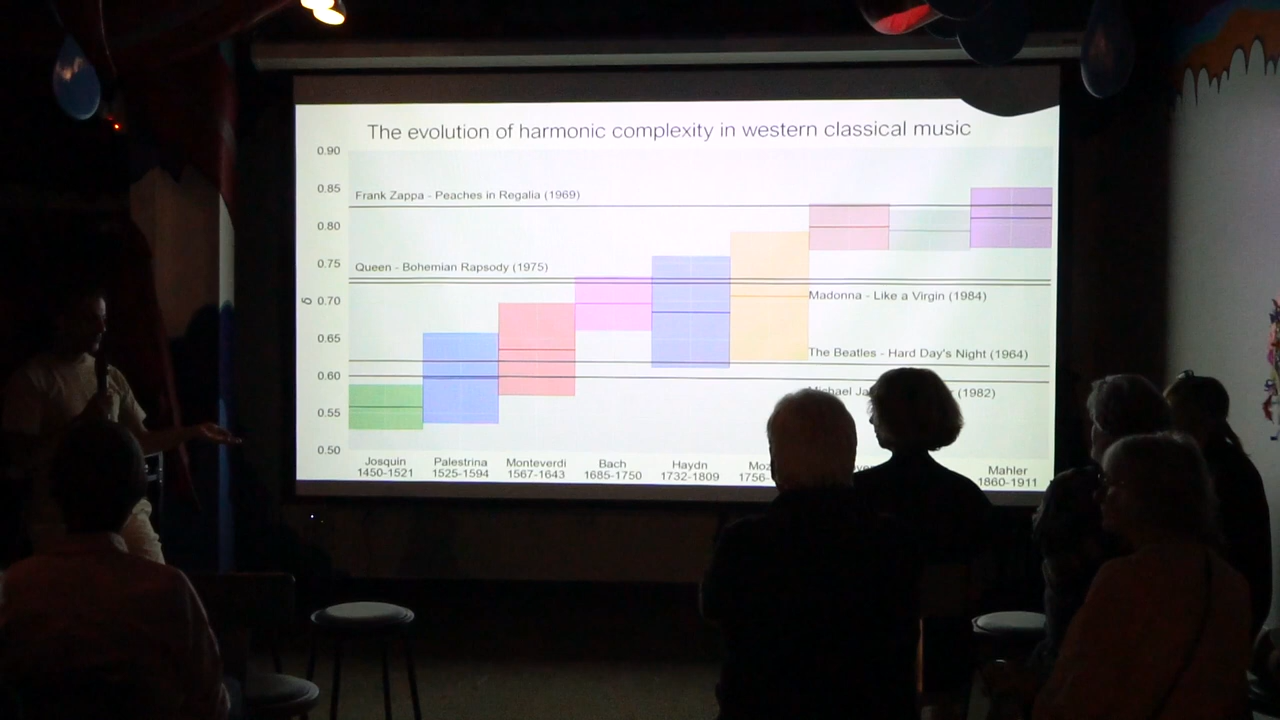 The evolution of harmonic complexity in western classical music
0.90
0.85
Frank Zappa - Peaches in Regalia (1969)
0.80
0.75
Queen - Bohemian Rapsody (1975)
0.70
Madonna - Like a Virgin (1984)
δ
0.65
The Beatles - Hard Day's Night (1964)
0.60
Michael (1982)
0.55
0.50
Josquin Palestrina Monteverdi Bach Haydn Mahler
1450-1521 1525-1594 1567-1643 1685-1750 1732-1809 1756- 1860-1911